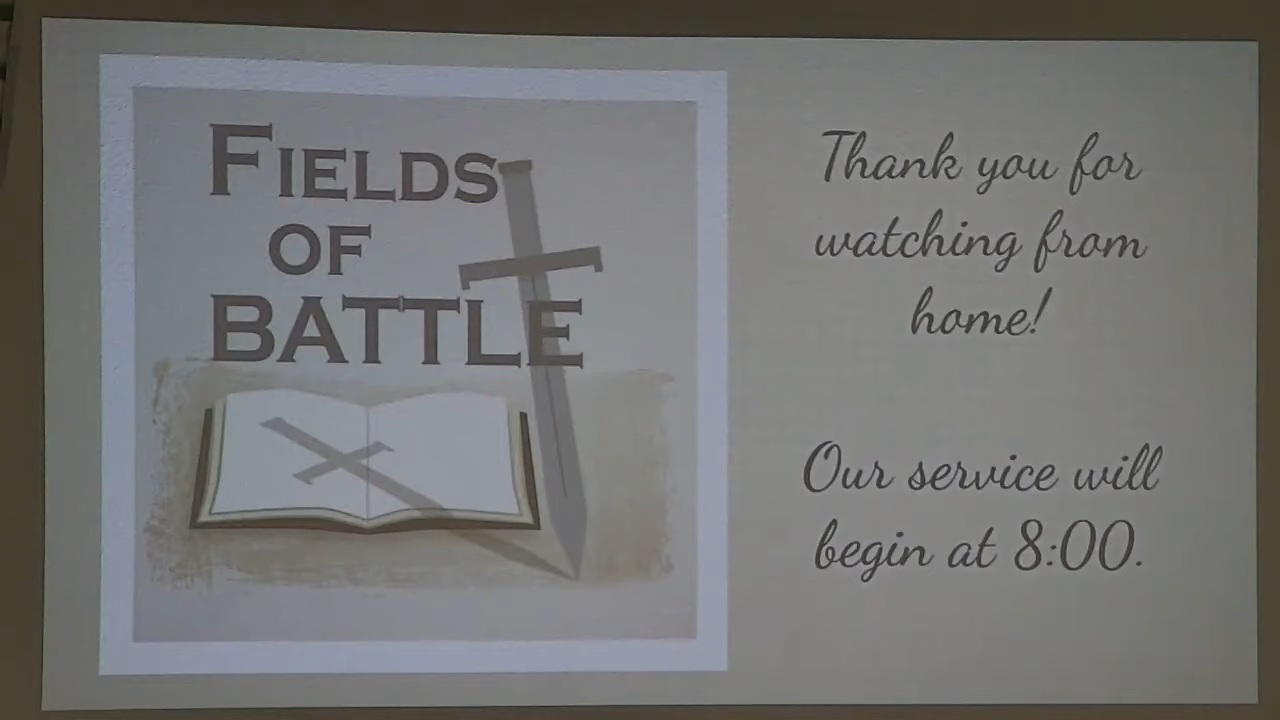 FIELDS
OF
BATTLE
Thank you for
watching from
home!
Our service will
begin at 8:00.